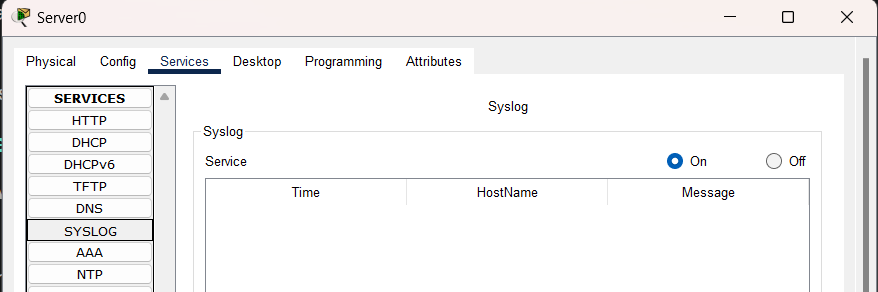 Server0
Physical Config Services Desktop Programming Attributes
SERVICES
HTTP
DHCP
DHCPv6
TFTP
DNS
SYSLOG
AAA
NTP
Syslog
Syslog
Service On Off
Time HostName Message